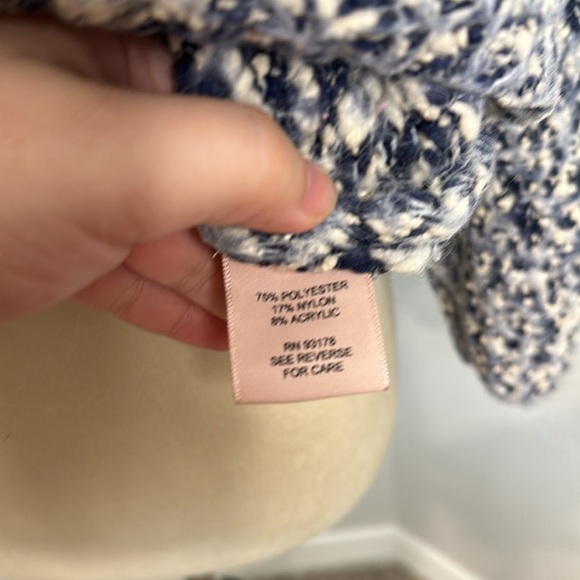 75% POLYESTER
17% NYLON
8% ACRYLIC
RN 93178
SEE REVERSE
FOR CARE